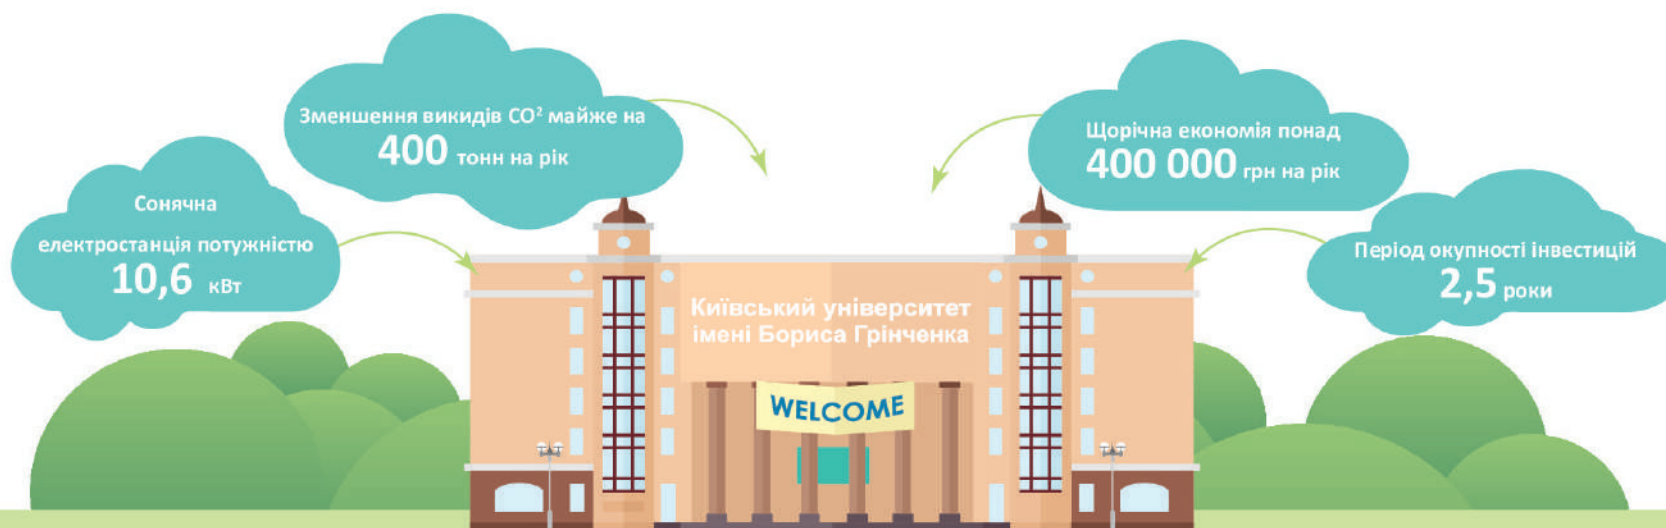 Зменшення викидів СО² майже на
400 тонн на рік
Щорічна економія понад
400 000 грн на рік
Сонячна
електростанція потужністю
10,6 кВт
Період окупності інвестицій
2,5 роки
Київський університет
імені Бориса Грінченка
WELCOME